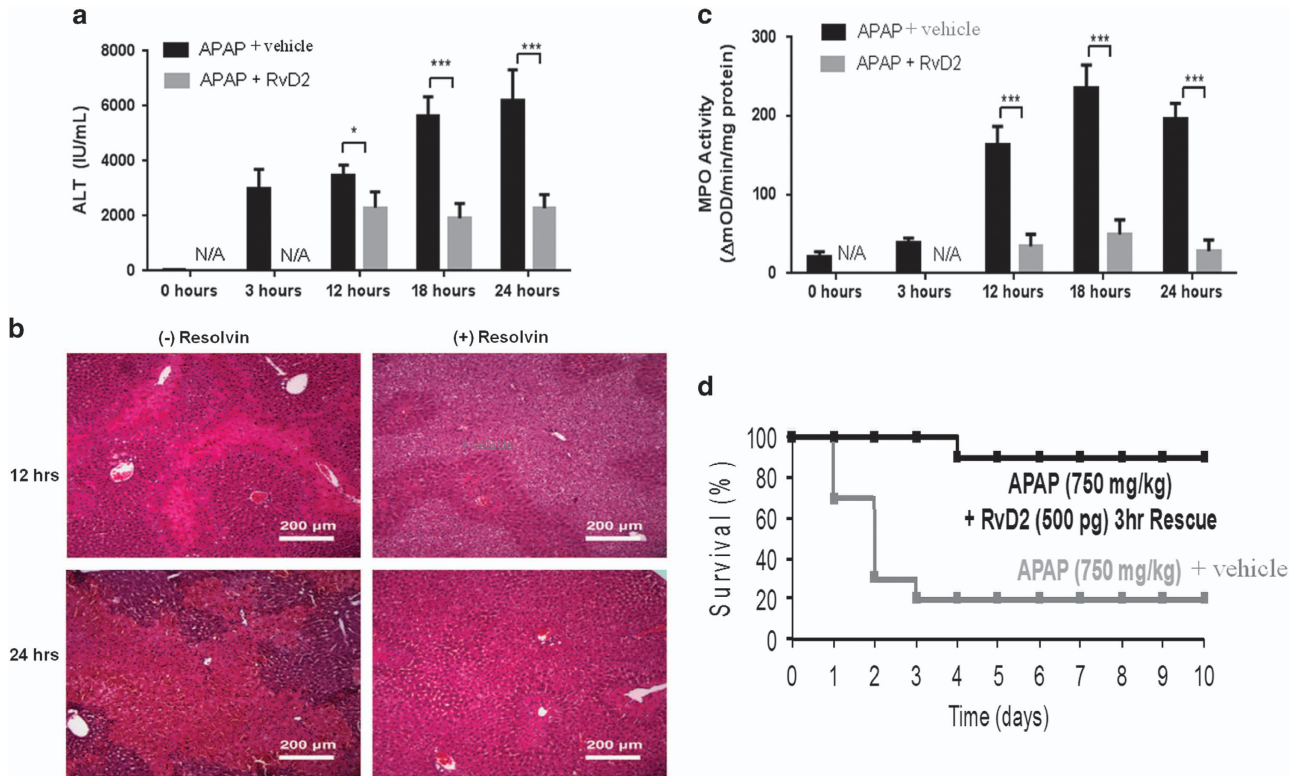 a
ALT (IU/mL)
8000
6000
4000
2000
0
APAP + vehicle
APAP + RvD2
*
***
***
N/A
N/A
0 hours
3 hours
12 hours
18 hours
24 hours
c
MPO Activity
(ΔmOD/min/mg protein)
300
200
100
0
APAP + vehicle
APAP + RvD2
***
***
***
N/A
N/A
0 hours
3 hours
12 hours
18 hours
24 hours
b
(-) Resolvin
(+) Resolvin
12 hrs
200 µm
200 µm
24 hrs
200 µm
200 µm
d
Survival (%)
100
80
60
40
20
0
APAP (750 mg/kg)
+ RvD2 (500 pg) 3hr Rescue
APAP (750 mg/kg) + vehicle
0 1 2 3 4 5 6 7 8 9 10
Time (days)